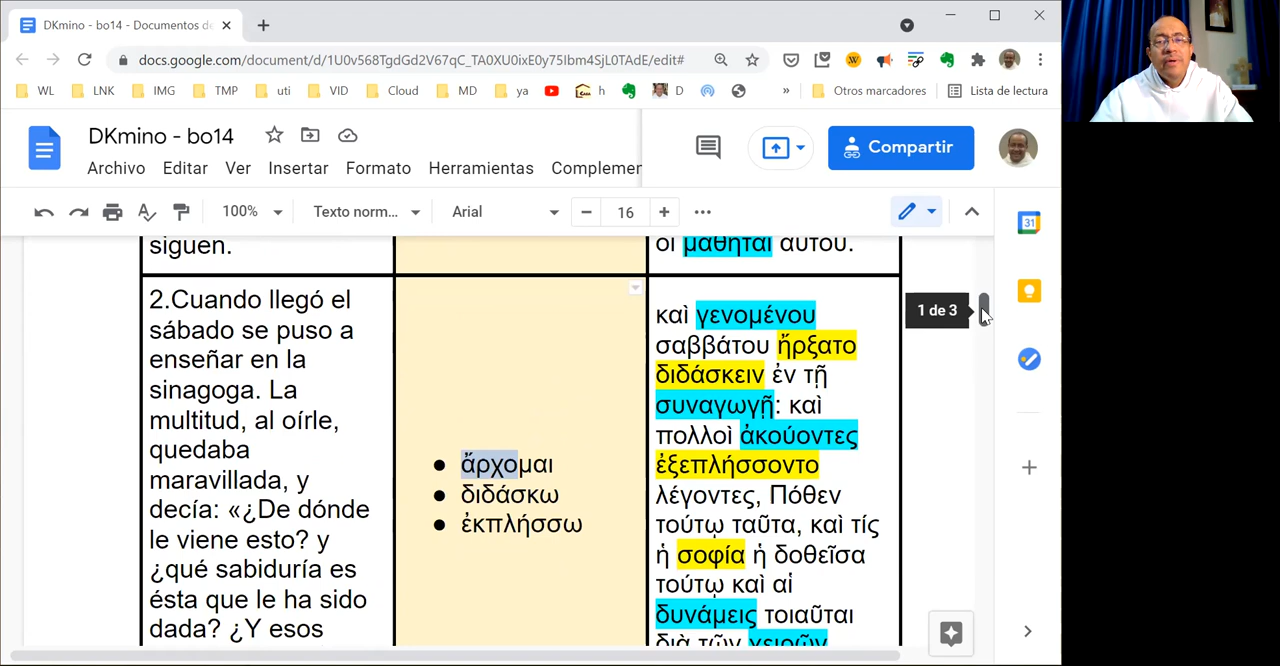 DKmino - bo14 - Documentos de
docs.google.com/document/d/1U0v568TgdGd2V67qC_TA0XU0ixE0y75Ibm4SjL0TAdE/edit#
WL LNK IMG TMP uti VID Cloud MD ya h D » Otros marcadores Lista de lectura
DKmino - bo14
Archivo Editar Ver Insertar Formato Herramientas Complemen
Compartir
100% Texto norm... Arial 16
31
siguen.
οἱ μαθηταὶ αὐτοῦ.
1 de 3
2.Cuando llegó el
sábado se puso a
enseñar en la
sinagoga. La
multitud, al oírle,
quedaba
maravillada, y
decía: «¿De dónde
le viene esto? y
¿qué sabiduría es
ésta que le ha sido
dada? ¿Y esos
● ἄρχομαι
● διδάσκω
● ἐκπλήσσω
καὶ γενομένου
σαββάτου ἤρξατο
διδάσκειν ἐν τῇ
συναγωγῇ: καὶ
πολλοὶ ἀκούοντες
ἐξεπλήσσοντο
λέγοντες, Πόθεν
τούτῳ ταῦτα, καὶ τίς
ἡ σοφία ἡ δοθεῖσα
τούτῳ καὶ αἱ
δυνάμεις τοιαῦται
διὰ τῶν χειρῶν